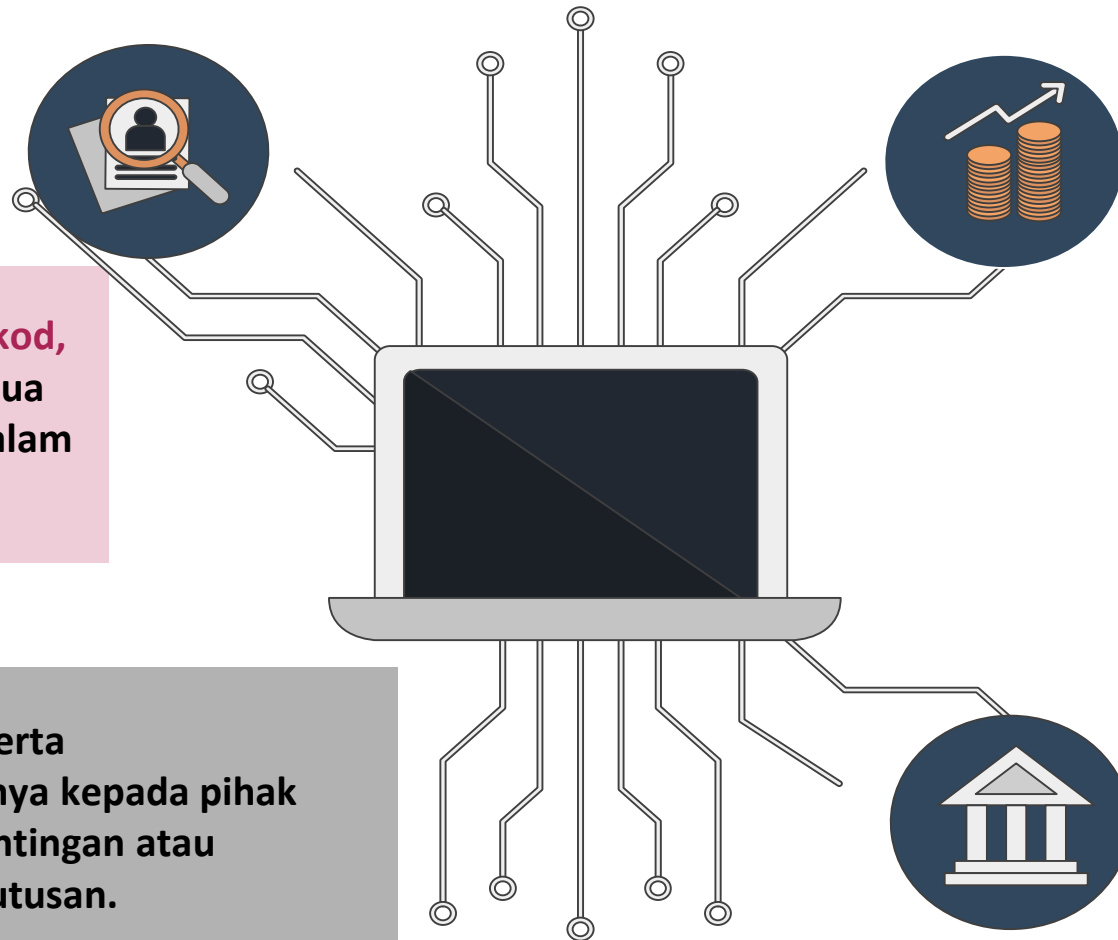 kod,
ua
alam
erta
nya kepada pihak
ntingan atau
utusan.